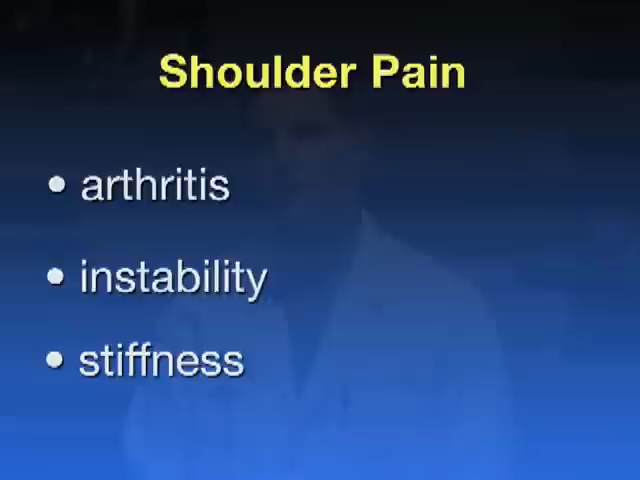 Shoulder Pain
• arthritis
• instability
• stiffness